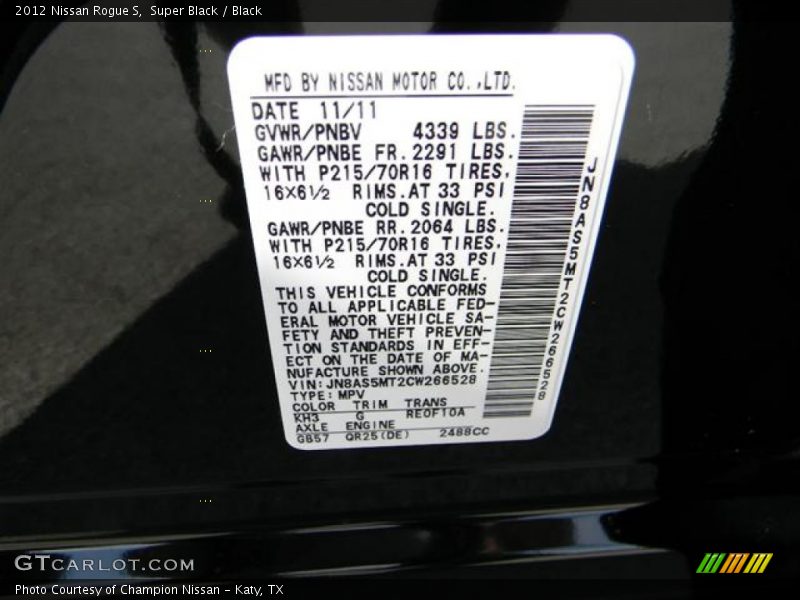 2012 Nissan Rogue S, Super Black / Black
MFD BY NISSAN MOTOR CO.,LTD.
DATE 11/11
GVWR/PNBV 4339 LBS.
GAWR/PNBE FR. 2291 LBS.
WITH P215/70R16 TIRES,
16×6½ RIMS.AT 33 PSI
COLD SINGLE.
GAWR/PNBE RR. 2064 LBS.
WITH P215/70R16 TIRES,
16×6½ RIMS.AT 33 PSI
COLD SINGLE.
THIS VEHICLE CONFORMS
TO ALL APPLICABLE FED-
ERAL MOTOR VEHICLE SA-
FETY AND THEFT PREVEN-
TION STANDARDS IN EFF-
ECT ON THE DATE OF MA-
NUFACTURE SHOWN ABOVE.
VIN:JN8AS5MT2CW266528
TYPE:MPV
COLOR TRIM TRANS
KH3 G RE0F10A
AXLE ENGINE
GB57 QR25(DE) 2488CC
JN8AS5MT2CW266528
GTCARLOT.COM
Photo Courtesy of Champion Nissan - Katy, TX